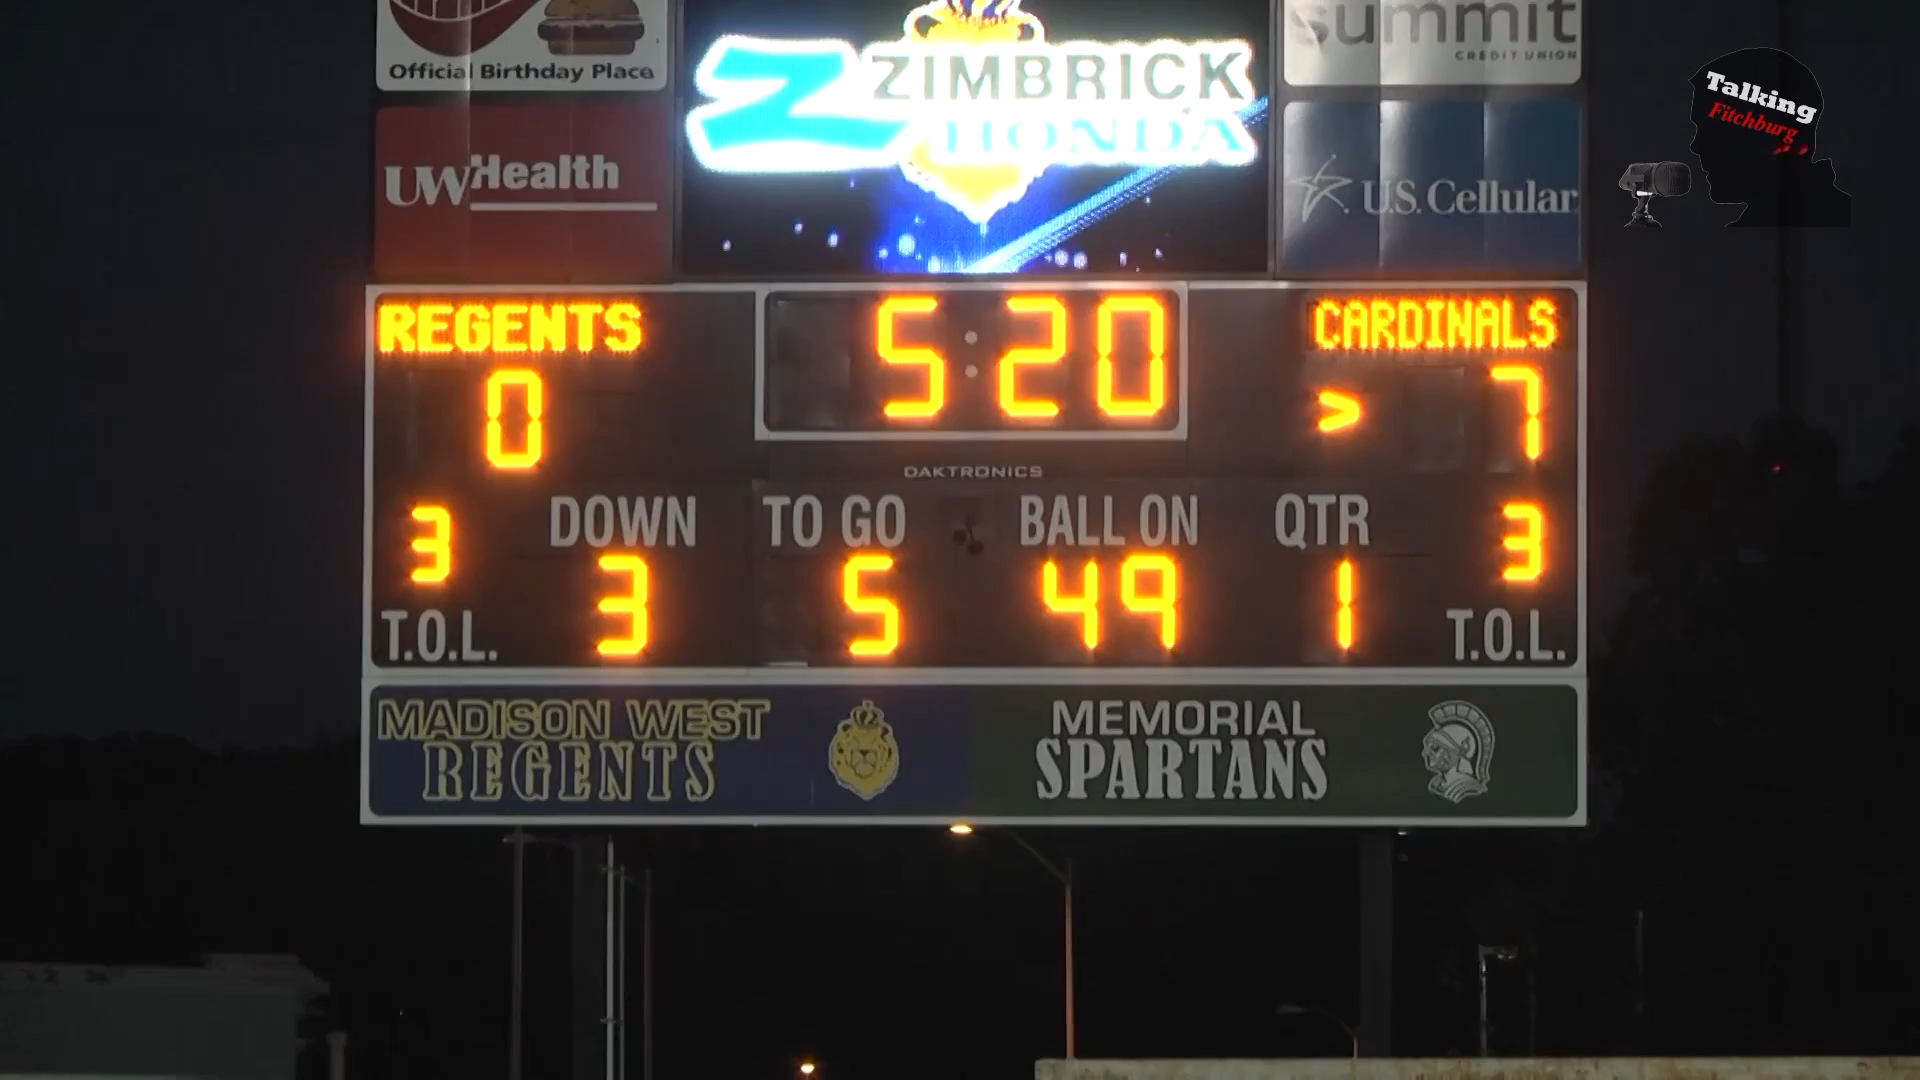 Official Birthday Place
UWHealth
ZIMBRICK
HONDA
summit
CREDIT UNION
U.S. Cellular
Talking
Fitchburg
REGENTS
5:20
CARDINALS
0
> 7
DAKTRONICS
3
DOWN
TO GO
BALL ON
QTR
3
3
5
49
1
T.O.L.
T.O.L.
MADISON WEST
REGENTS
MEMORIAL
SPARTANS